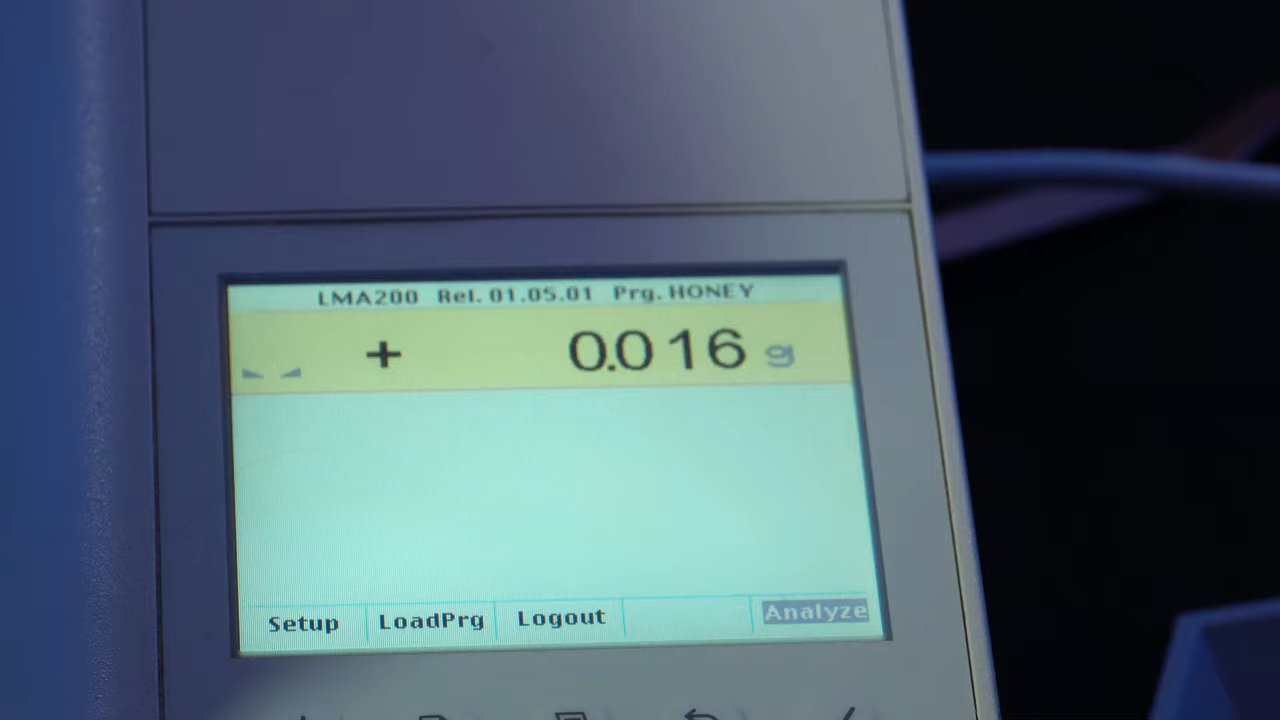 LMA200 Rel. 01.05.01 Prg. HONEY
+ 0.016 g
Setup LoadPrg Logout Analyze